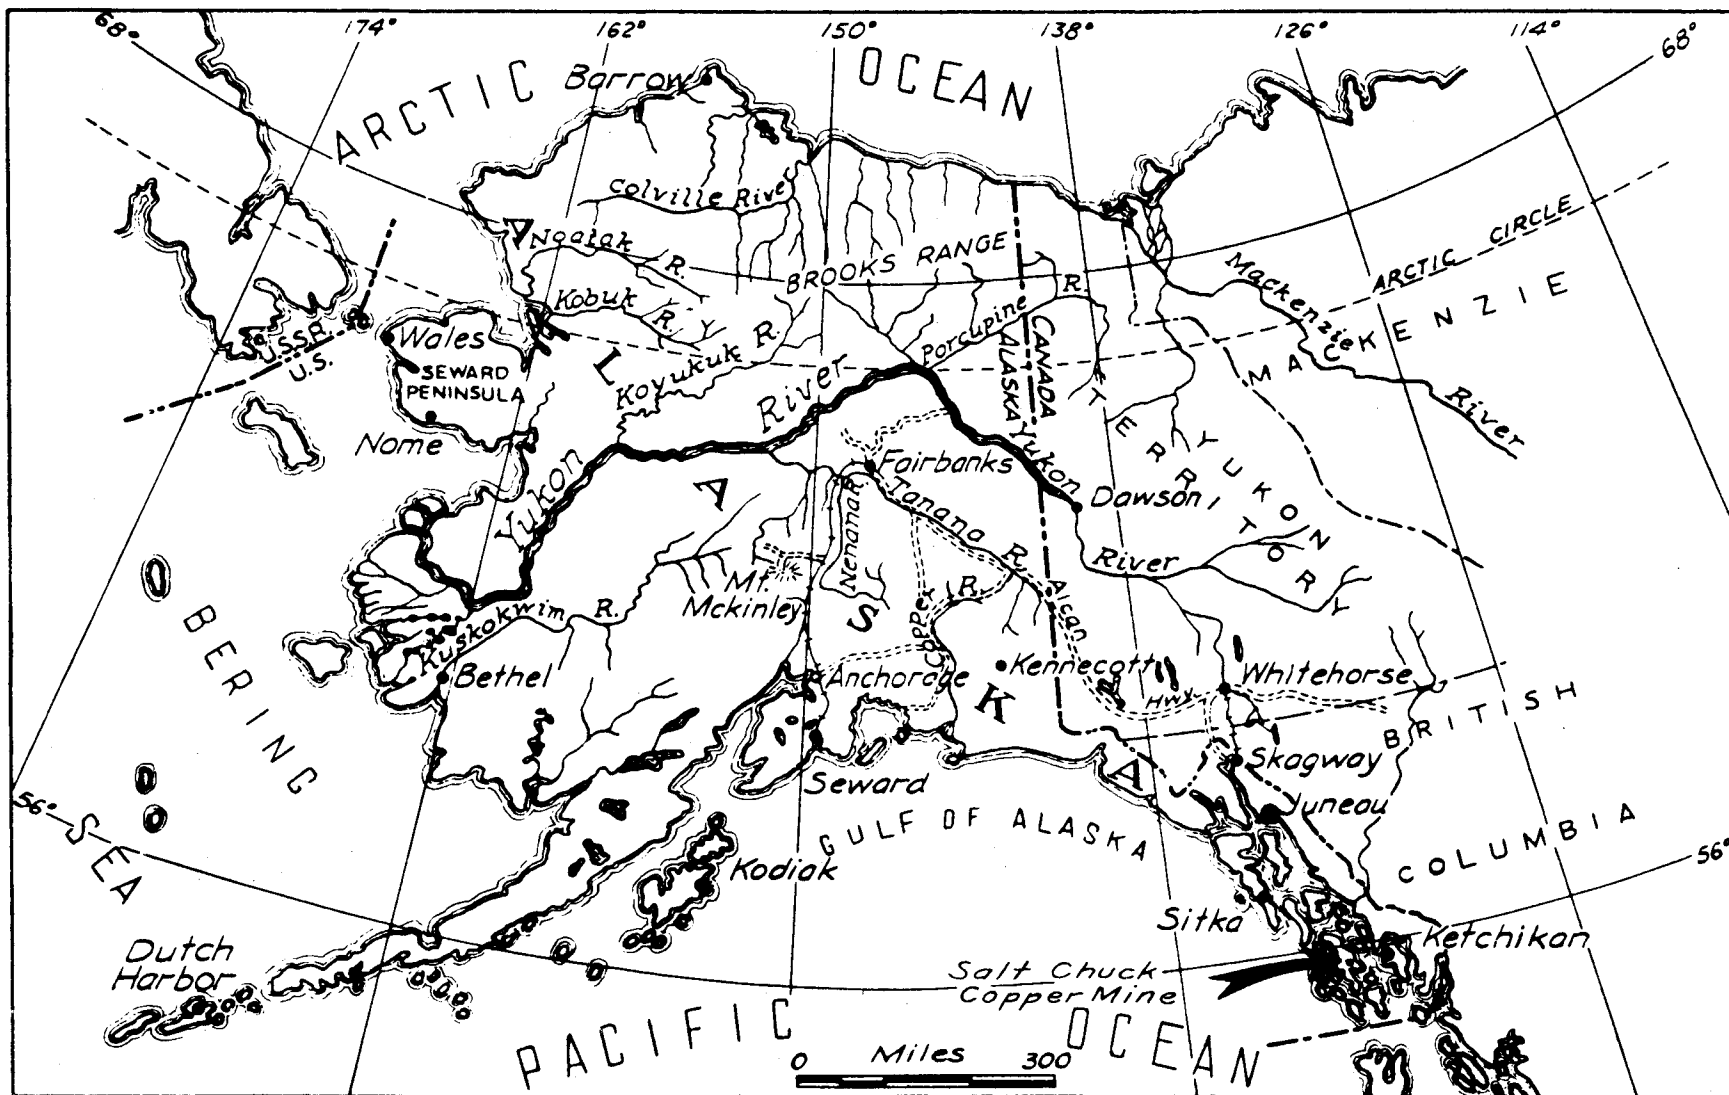 68°
174°
162°
150°
138°
126°
114°
68°
ARCTIC OCEAN
Barrow
Colville River
Noatak R.
BROOKS RANGE
ARCTIC CIRCLE
Mackenzie
River
MACKENZIE
Kobuk R.
Porcupine R.
S.S.R.
U.S.
Wales
SEWARD
PENINSULA
Nome
Koyukuk R.
CANADA
ALASKA
YUKON
TERRITORY
Yukon River
Yukon
River
Fairbanks
Dawson
Tanana R.
Nenana R.
Mt.
Mckinley
ALASKA
Copper R.
Alcan
Hwy.
Kuskokwim R.
Bethel
Anchorage
Kennecott
Whitehorse
BERING
SEA
BRITISH
COLUMBIA
Skagway
Seward
Juneau
GULF OF ALASKA
56°
56°
Kodiak
Sitka
Ketchikan
Dutch
Harbor
Salt Chuck
Copper Mine
PACIFIC OCEAN
0 Miles 300